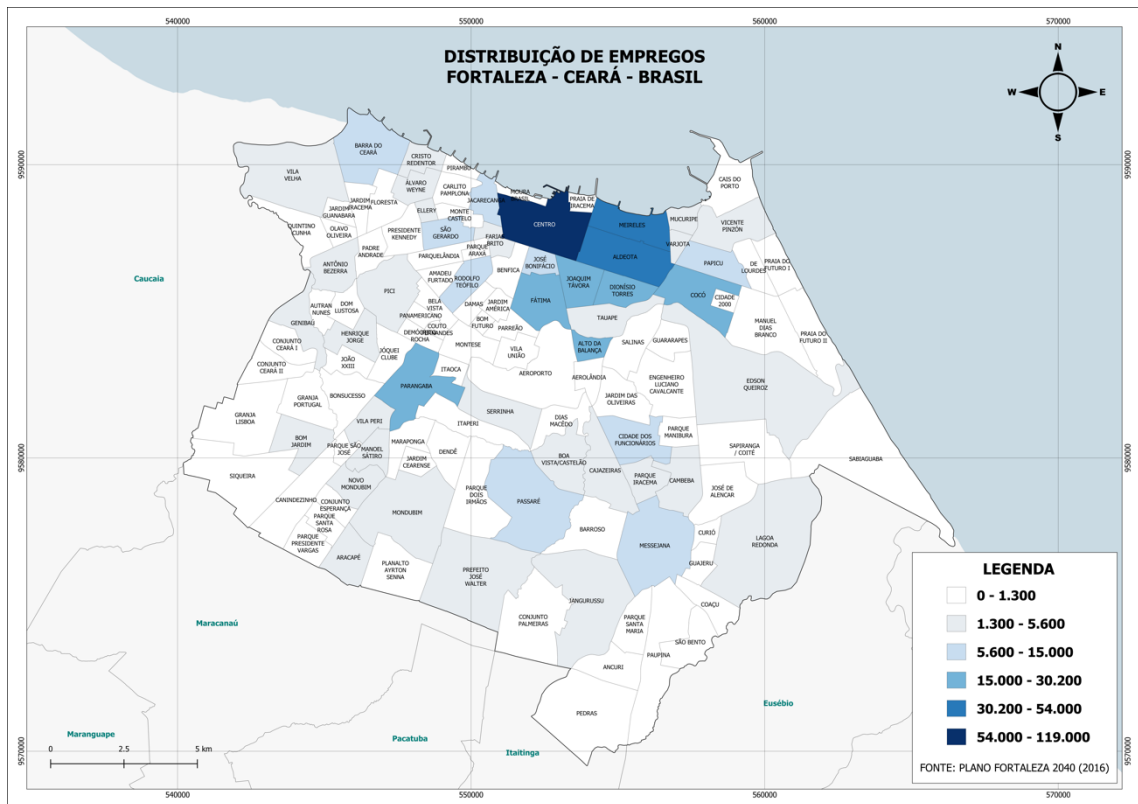 540000
550000
560000
570000
DISTRIBUIÇÃO DE EMPREGOS
FORTALEZA - CEARÁ - BRASIL
N
W
E
S
9590000
9590000
9580000
9580000
9570000
9570000
BARRA DO
CEARÁ
CRISTO
REDENTOR
PIRAMBU
VILA
VELHA
ÁLVARO
WEYNE
CARLITO
PAMPLONA
JACARECANGA
MOURA
BRASIL
PRAIA DE
IRACEMA
CAIS DO
PORTO
JARDIM
IRACEMA
FLORESTA
JARDIM
GUANABARA
ELLERY
MONTE
CASTELO
CENTRO
MEIRELES
MUCURIPE
VICENTE
PINZÓN
QUINTINO
CUNHA
OLAVO
OLIVEIRA
PRESIDENTE
KENNEDY
SÃO
GERARDO
FARIAS
BRITO
VARJOTA
PADRE
ANDRADE
PARQUELÂNDIA
PARQUE
ARAXÁ
JOSÉ
BONIFÁCIO
ALDEOTA
PAPICU
DE
LOURDES
PRAIA DO
FUTURO I
ANTÔNIO
BEZERRA
AMADEU
FURTADO
RODOLFO
TEÓFILO
BENFICA
Caucaia
PICI
JOAQUIM
TÁVORA
DIONÍSIO
TORRES
COCÓ
CIDADE
2000
AUTRAN
NUNES
DOM
LUSTOSA
BELA
VISTA
PANAMERICANO
DAMAS
JARDIM
AMÉRICA
FÁTIMA
TAUAPE
MANUEL
DIAS
BRANCO
PRAIA DO
FUTURO II
GENIBAÚ
HENRIQUE
JORGE
DEMÓCRITO
ROCHA
COUTO
FERNANDES
BOM
FUTURO
PARREÃO
ALTO DA
BALANÇA
SALINAS
GUARARAPES
CONJUNTO
CEARÁ I
JOÃO
XXIII
JÓQUEI
CLUBE
MONTESE
VILA
UNIÃO
CONJUNTO
CEARÁ II
ITAOCA
AEROPORTO
AEROLÂNDIA
ENGENHEIRO
LUCIANO
CAVALCANTE
EDSON
QUEIROZ
PARANGABA
GRANJA
PORTUGAL
BONSUCESSO
JARDIM DAS
OLIVEIRAS
GRANJA
LISBOA
SERRINHA
DIAS
MACÊDO
VILA PERI
ITAPERI
CIDADE DOS
FUNCIONÁRIOS
PARQUE
MANIBURA
BOM
JARDIM
PARQUE SÃO
JOSÉ
MANOEL
SÁTIRO
MARAPONGA
DENDÊ
BOA
VISTA/CASTELÃO
SAPIRANGA
/ COITÉ
SABIAGUABA
SIQUEIRA
JARDIM
CEARENSE
CAJAZEIRAS
PARQUE
IRACEMA
CAMBEBA
NOVO
MONDUBIM
PARQUE
DOIS
IRMÃOS
JOSÉ DE
ALENCAR
CANINDEZINHO
CONJUNTO
ESPERANÇA
PARQUE
SANTA
ROSA
MONDUBIM
PASSARÉ
BARROSO
PARQUE
PRESIDENTE
VARGAS
CURIÓ
LAGOA
REDONDA
MESSEJANA
ARACAPÉ
PLANALTO
AYRTON
SENNA
PREFEITO
JOSÉ
WALTER
GUAJERU
JANGURUSSU
COAÇU
CONJUNTO
PALMEIRAS
PARQUE
SANTA
MARIA
SÃO BENTO
PAUPINA
ANCURI
PEDRAS
Maracanaú
Maranguape
Pacatuba
Itaitinga
Eusébio
0
2.5
5 km
LEGENDA
0 - 1.300
1.300 - 5.600
5.600 - 15.000
15.000 - 30.200
30.200 - 54.000
54.000 - 119.000
FONTE: PLANO FORTALEZA 2040 (2016)
540000
550000
560000
570000